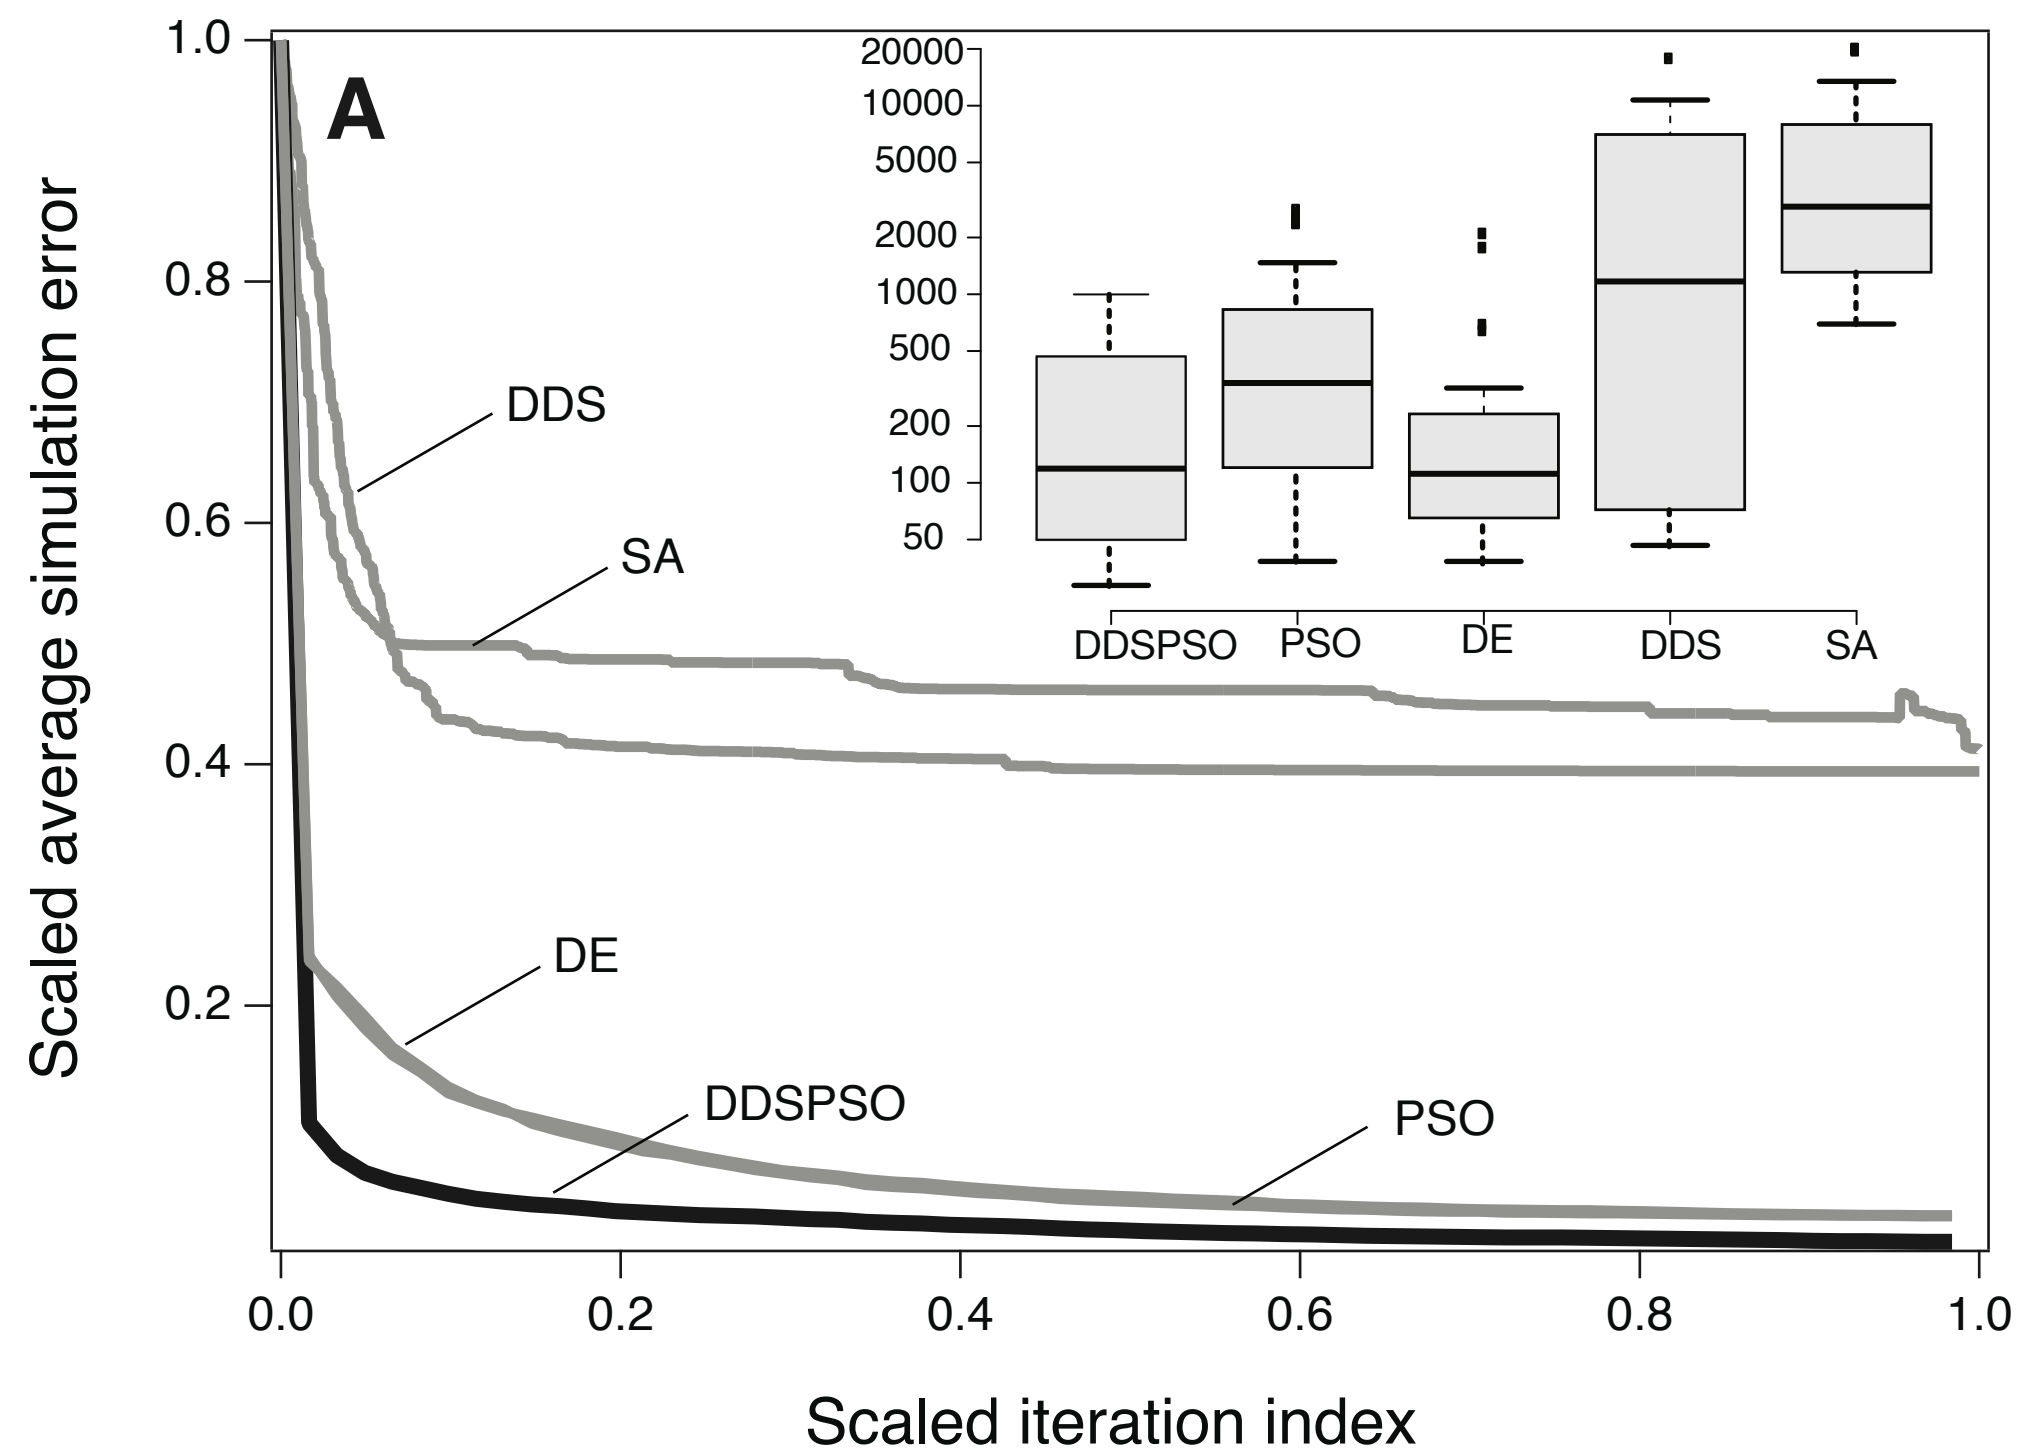 A
1.0
0.8
0.6
0.4
0.2
Scaled average simulation error
DDS
SA
DE
DDSPSO
PSO
20000
10000
5000
2000
1000
500
200
100
50
DDSPSO PSO DE DDS SA
0.0 0.2 0.4 0.6 0.8 1.0
Scaled iteration index